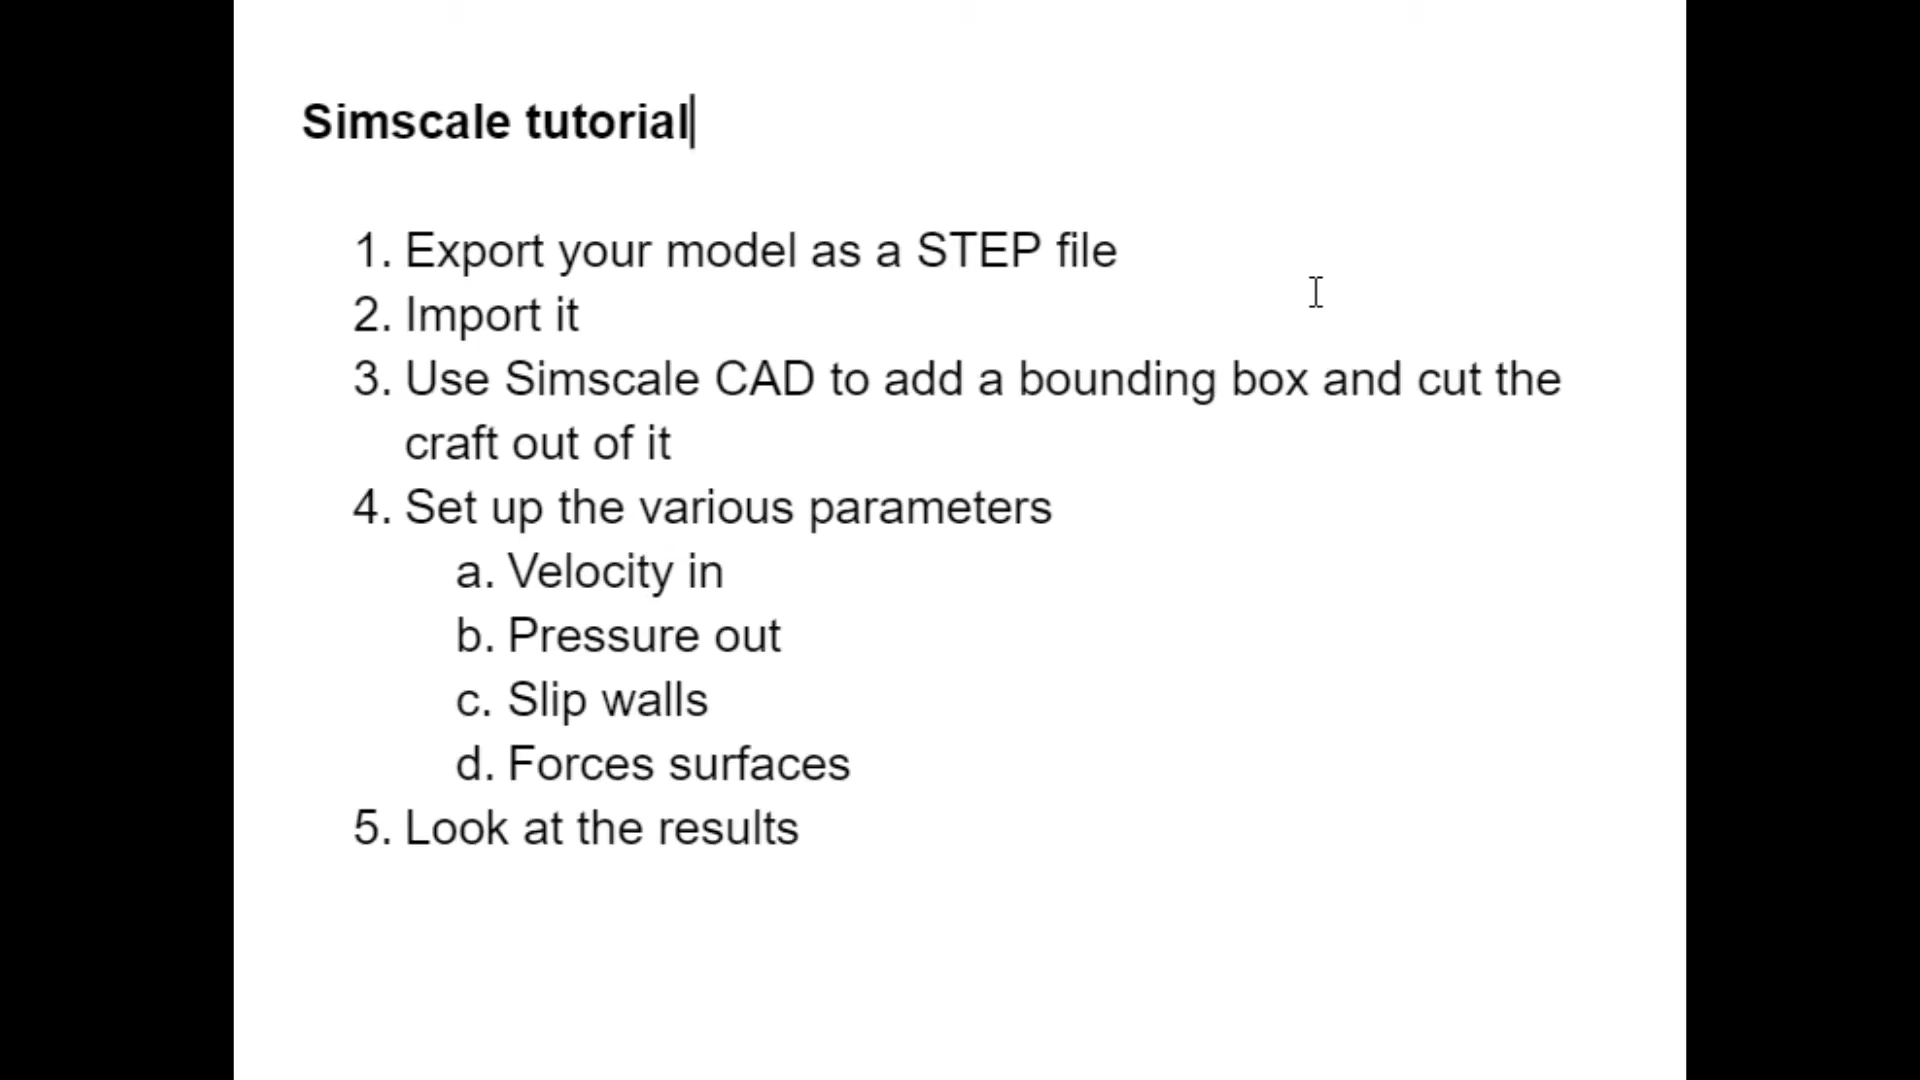 Simscale tutorial
1. Export your model as a STEP file
2. Import it
3. Use Simscale CAD to add a bounding box and cut the
craft out of it
4. Set up the various parameters
a. Velocity in
b. Pressure out
c. Slip walls
d. Forces surfaces
5. Look at the results